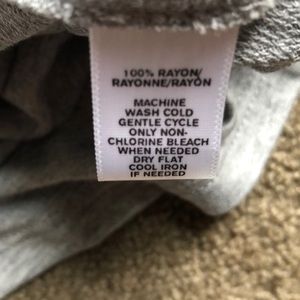 100% RAYON/
RAYONNE/RAYON
MACHINE
WASH COLD
GENTLE CYCLE
ONLY NON-
CHLORINE BLEACH
WHEN NEEDED
DRY FLAT
COOL IRON
IF NEEDED